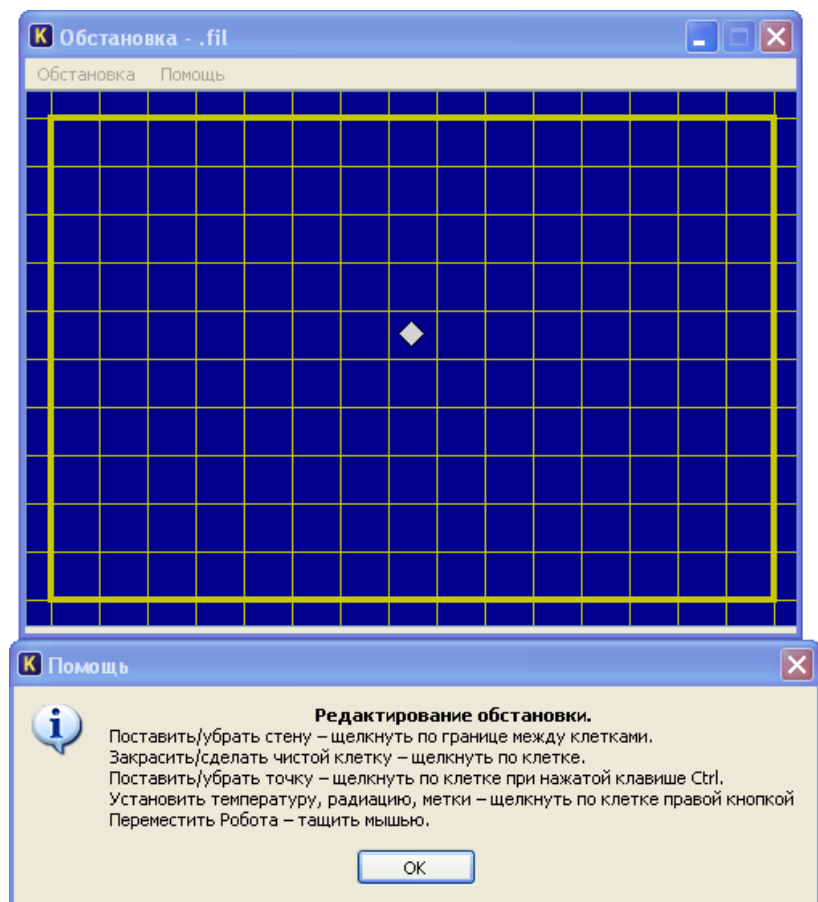 K Обстановка - .fil
Обстановка Помощь
K Помощь
Редактирование обстановки.
Поставить/убрать стену – щелкнуть по границе между клетками.
Закрасить/сделать чистой клетку – щелкнуть по клетке.
Поставить/убрать точку – щелкнуть по клетке при нажатой клавише Ctrl.
Установить температуру, радиацию, метки – щелкнуть по клетке правой кнопкой
Переместить Робота – тащить мышью.
OK